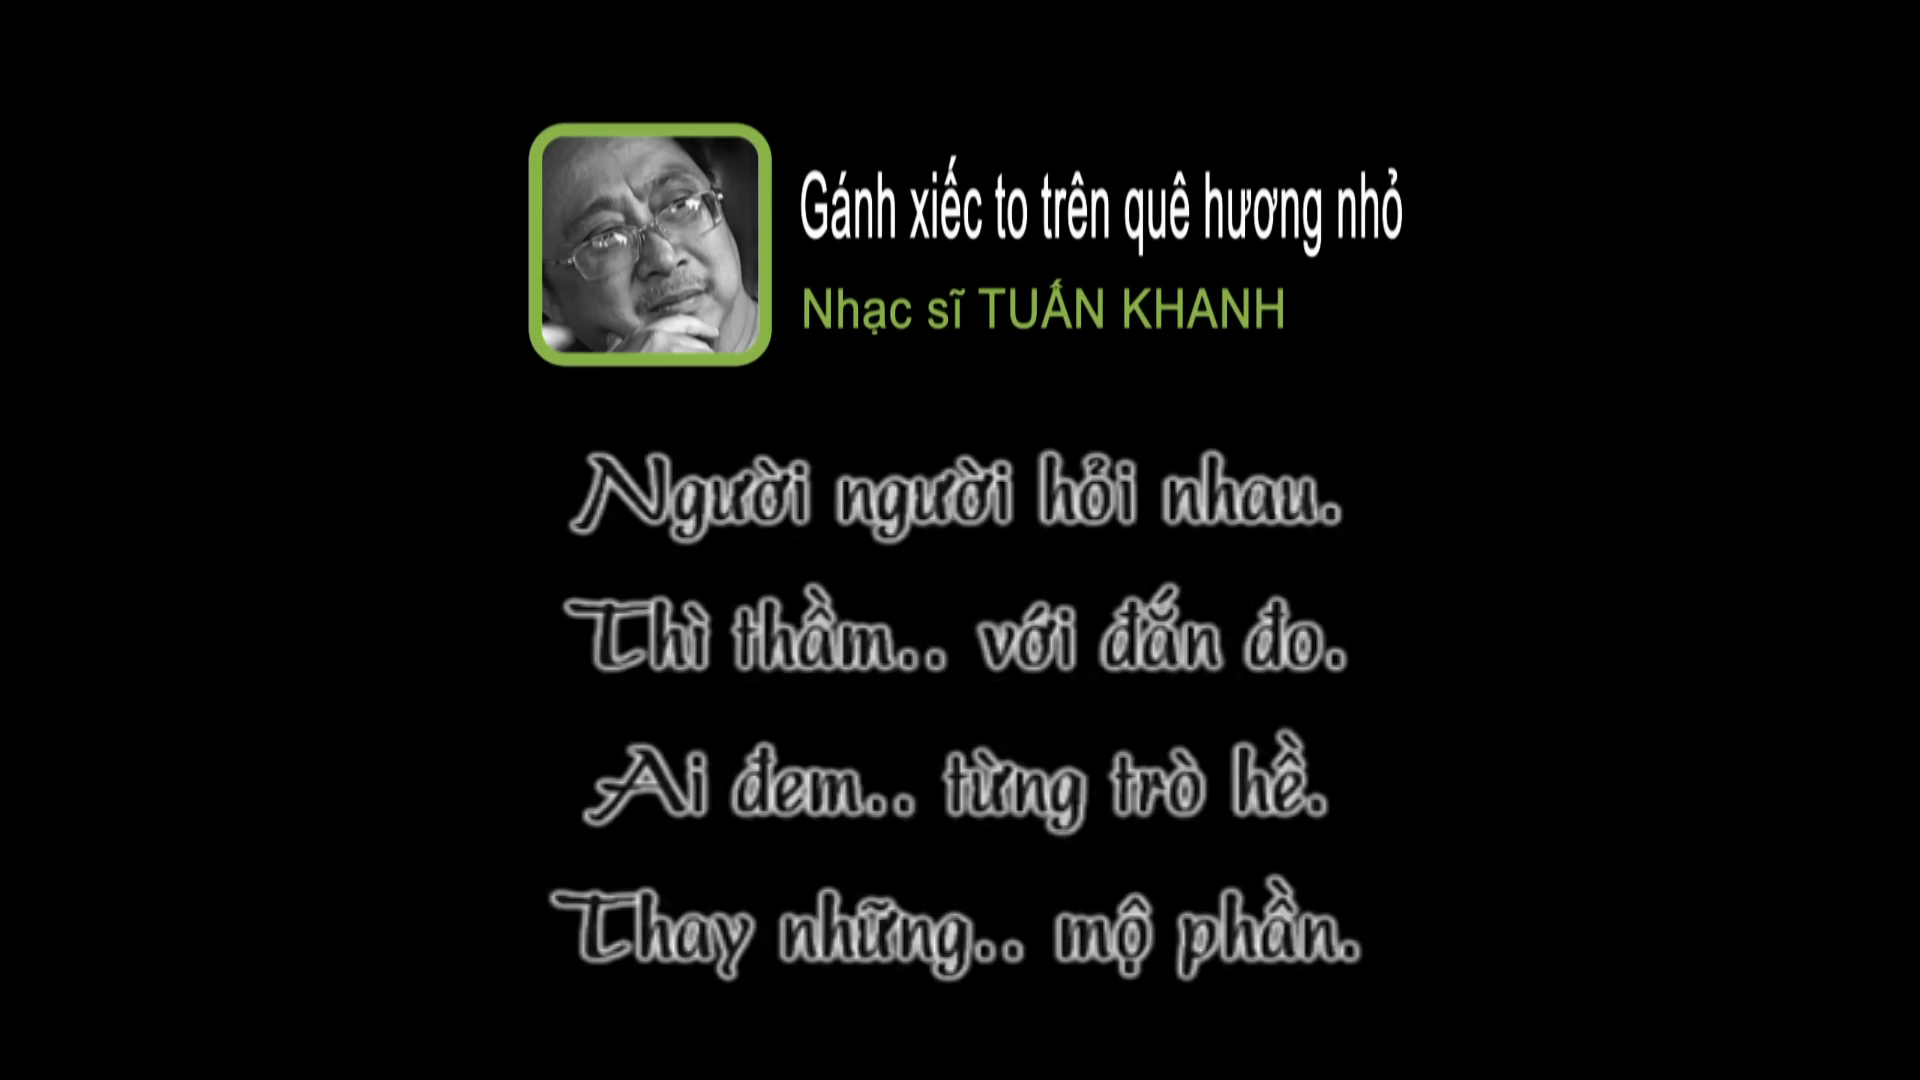 Gánh xiếc to trên quê hương nhỏ
Nhạc sĩ TUẤN KHANH
Người người hỏi nhau.
Thì thầm.. với đắn đo.
Ai đem.. từng trò hề.
Thay những.. mộ phần.